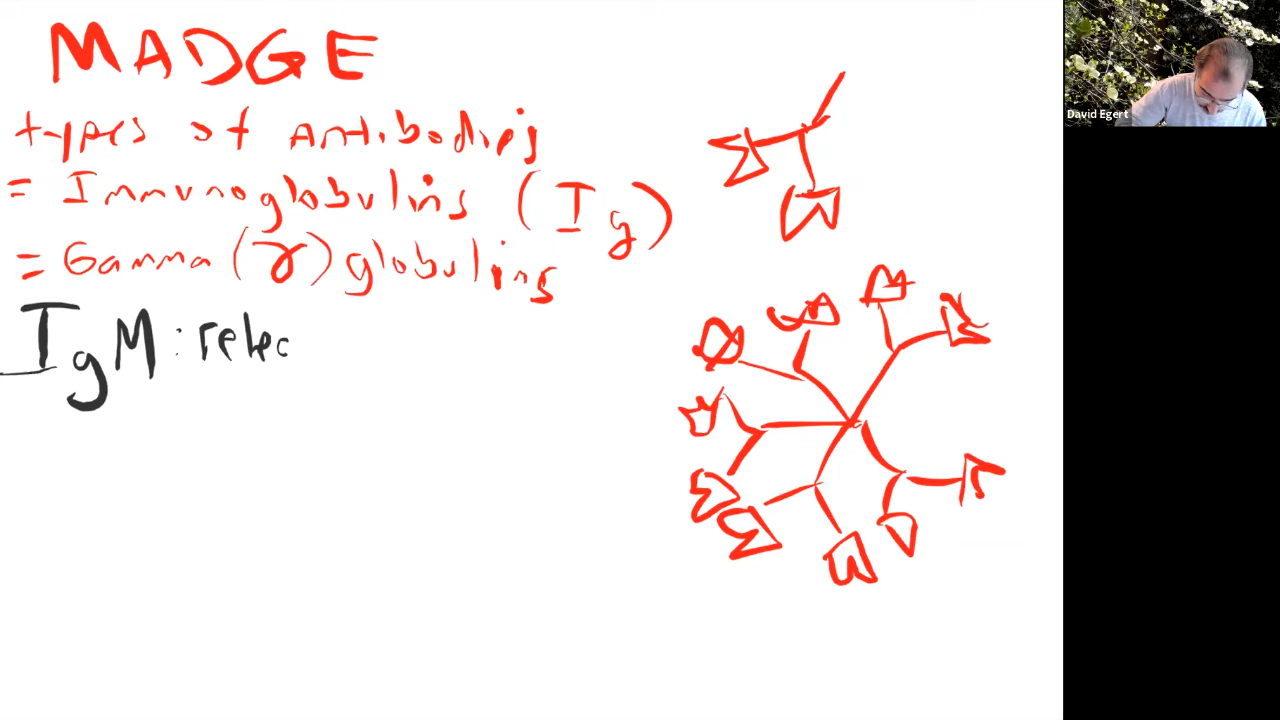 MADGE
types of Antibodies
= Immunoglobulins (Ig)
= Gamma (γ) globulins
IgM: relec
David Egert